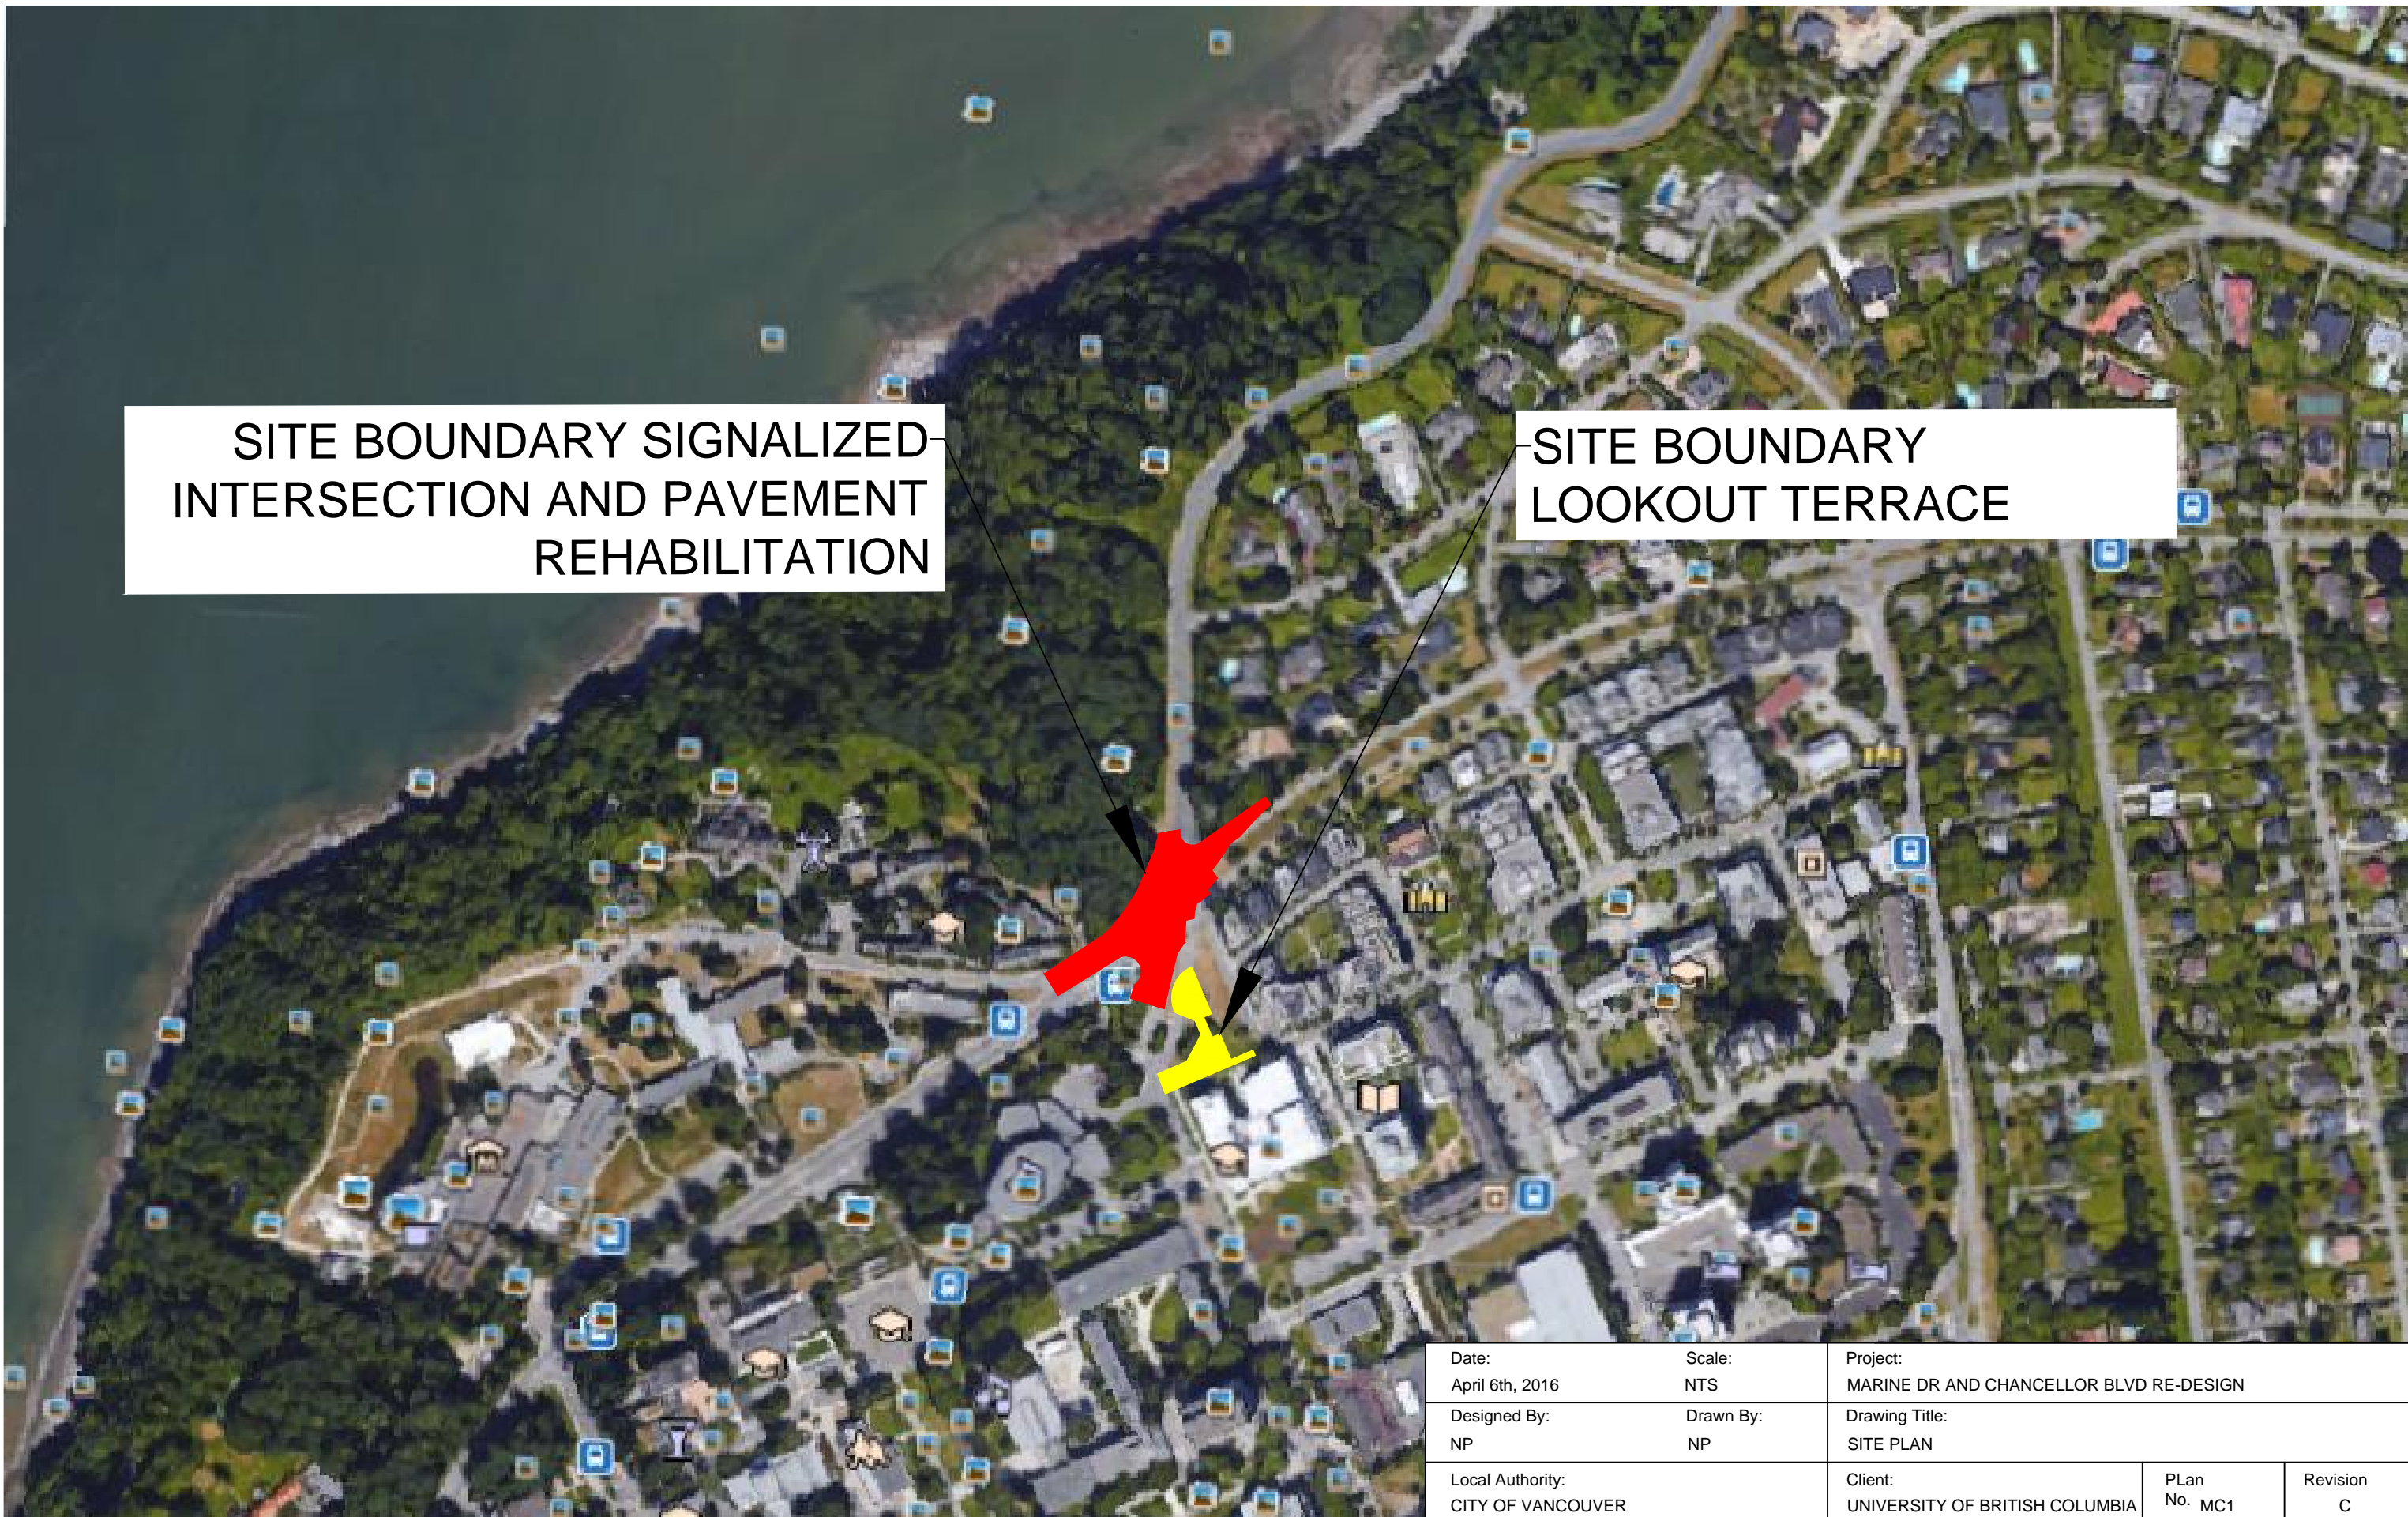 SITE BOUNDARY SIGNALIZED
INTERSECTION AND PAVEMENT
REHABILITATION
SITE BOUNDARY
LOOKOUT TERRACE
Date:
April 6th, 2016
Scale:
NTS
Project:
MARINE DR AND CHANCELLOR BLVD RE-DESIGN
Designed By:
NP
Drawn By:
NP
Drawing Title:
SITE PLAN
Local Authority:
CITY OF VANCOUVER
Client:
UNIVERSITY OF BRITISH COLUMBIA
PLan
No. MC1
Revision
C